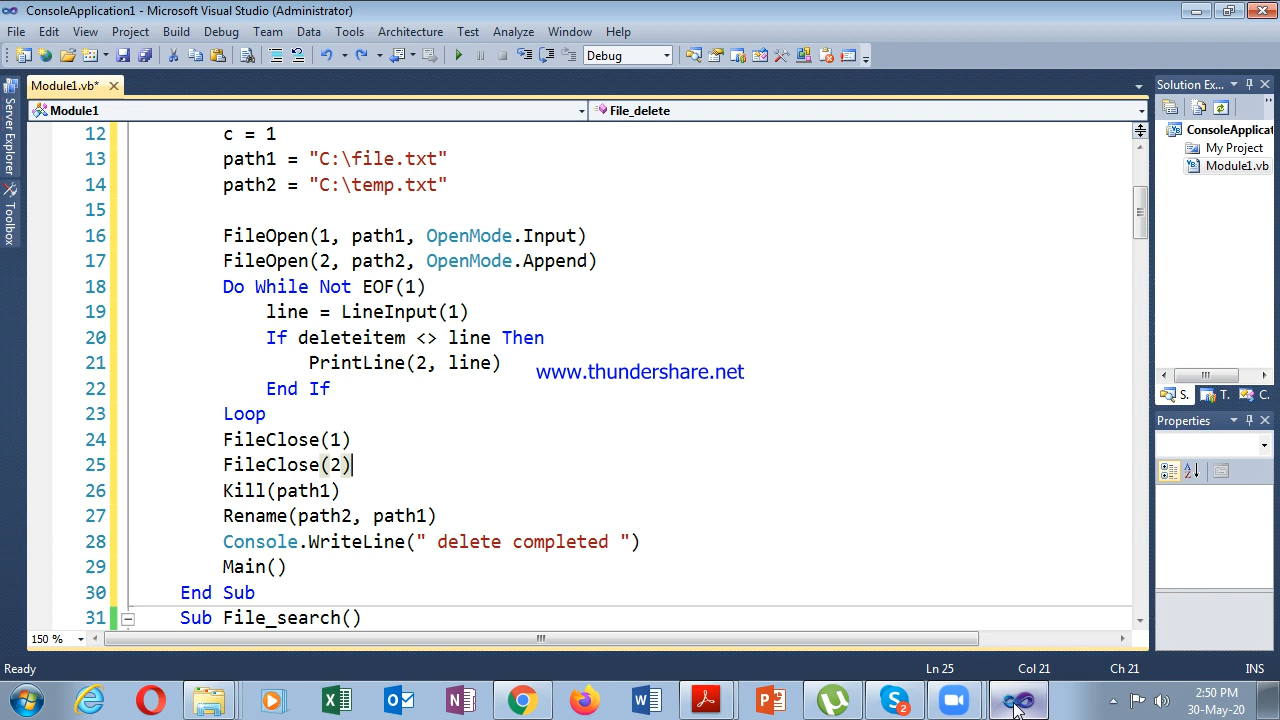 ConsoleApplication1 - Microsoft Visual Studio (Administrator)
File Edit View Project Build Debug Team Data Tools Architecture Test Analyze Window Help
Debug
Module1.vb*
Solution Ex...
Module1
File_delete
Server Explorer
Toolbox
ConsoleApplicat
My Project
Module1.vb
12 c = 1
13 path1 = "C:\file.txt"
14 path2 = "C:\temp.txt"
15
16 FileOpen(1, path1, OpenMode.Input)
17 FileOpen(2, path2, OpenMode.Append)
18 Do While Not EOF(1)
19 line = LineInput(1)
20 If deleteitem <> line Then
21 PrintLine(2, line)
www.thundershare.net
22 End If
23 Loop
24 FileClose(1)
25 FileClose(2)
26 Kill(path1)
27 Rename(path2, path1)
28 Console.WriteLine(" delete completed ")
29 Main()
30 End Sub
31 Sub File_search()
S. T. C.
Properties
150 %
Ready
Ln 25 Col 21 Ch 21 INS
2
2:50 PM
30-May-20